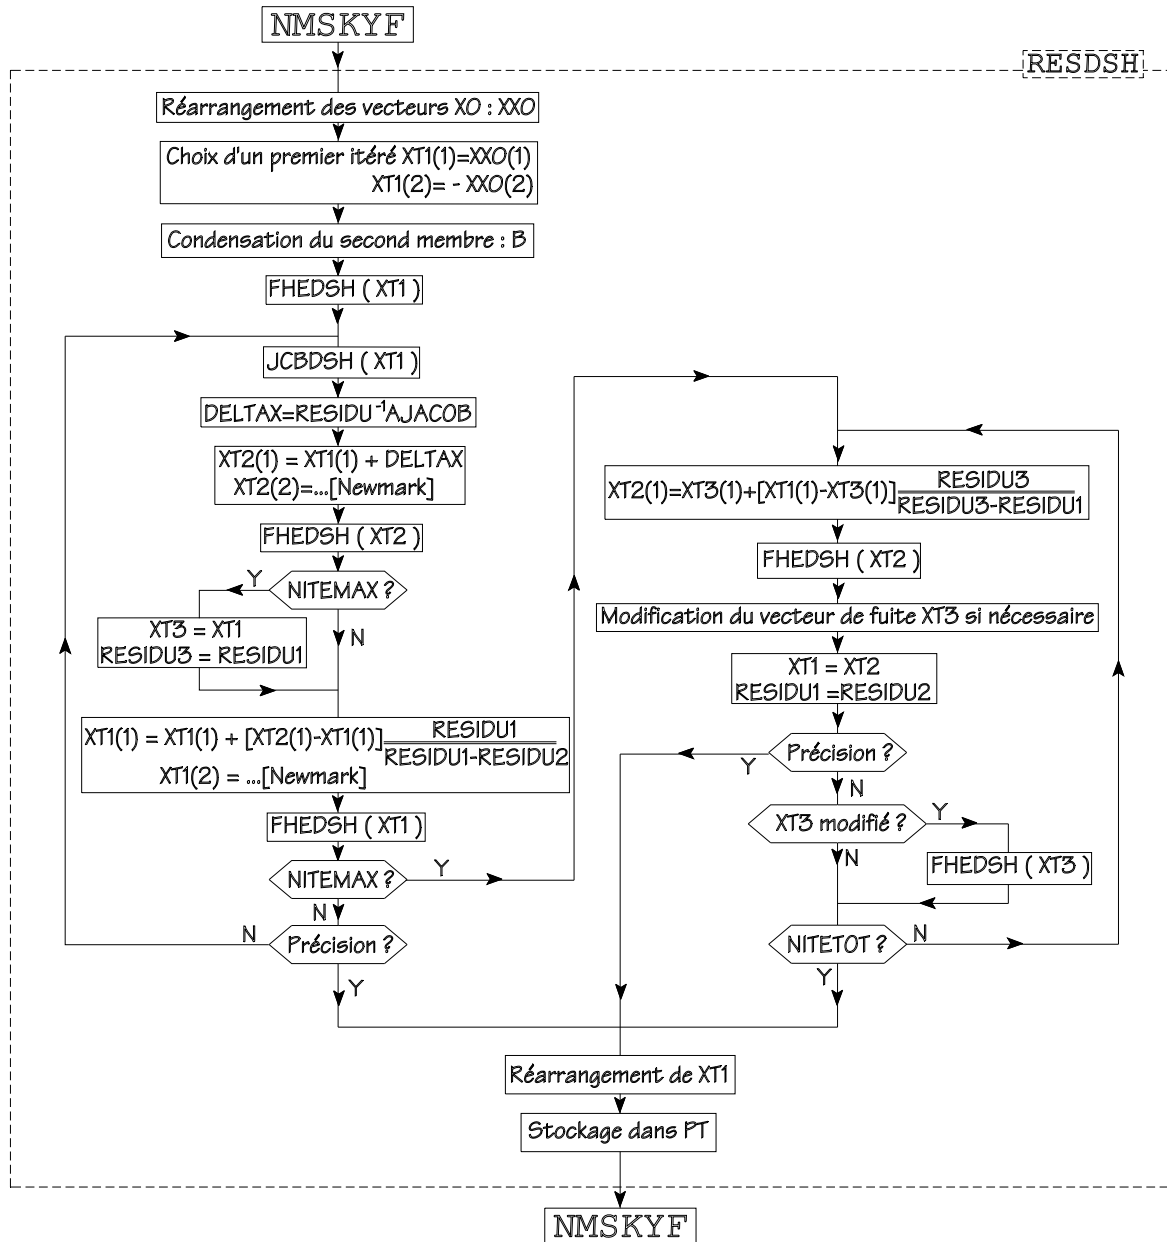 NMSKYF
RESDSH
Réarrangement des vecteurs XO : XXO
Choix d'un premier itéré XT1(1)=XXO(1)
XT1(2)= - XXO(2)
Condensation du second membre : B
FHEDSH ( XT1 )
JCBDSH ( XT1 )
DELTAX=RESIDU⁻¹AJACOB
XT2(1) = XT1(1) + DELTAX
XT2(2)=...[Newmark]
FHEDSH ( XT2 )
NITEMAX ?
Y
N
XT3 = XT1
RESIDU3 = RESIDU1
XT1(1) = XT1(1) + [XT2(1)-XT1(1)] RESIDU1
RESIDU1-RESIDU2
XT1(2) = ...[Newmark]
FHEDSH ( XT1 )
NITEMAX ?
Y
N
Précision ?
N
Y
XT2(1)=XT3(1)+[XT1(1)-XT3(1)] RESIDU3
RESIDU3-RESIDU1
FHEDSH ( XT2 )
Modification du vecteur de fuite XT3 si nécessaire
XT1 = XT2
RESIDU1 =RESIDU2
Précision ?
Y
N
XT3 modifié ?
Y
N
FHEDSH ( XT3 )
NITETOT ?
N
Y
Réarrangement de XT1
Stockage dans PT
NMSKYF